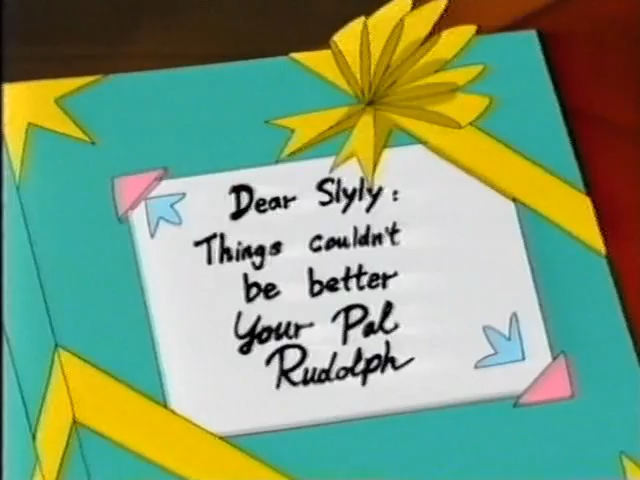 Dear Slyly:
Things couldn't
be better
Your Pal
Rudolph